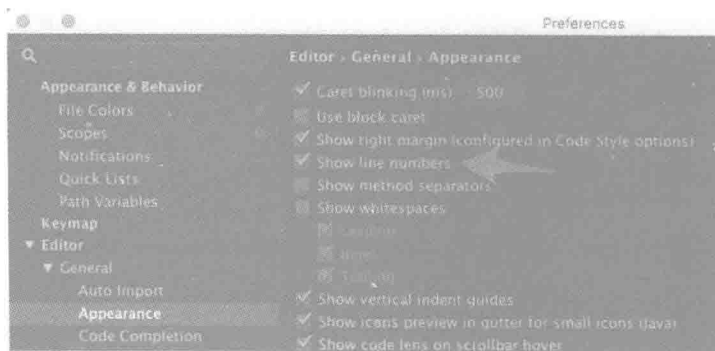 Preferences
Appearance & Behavior
File Colors
Scopes
Notifications
Quick Lists
Path Variables
Keymap
Editor
General
Auto Import
Appearance
Code Completion
Editor › General › Appearance
Caret blinking (ms) 500
Use block caret
Show right margin (configured in Code Style options)
Show line numbers
Show method separators
Show whitespaces
Leading
Inner
Trailing
Show vertical indent guides
Show icons preview in gutter for small icons (Java)
Show code lens on scrollbar hover